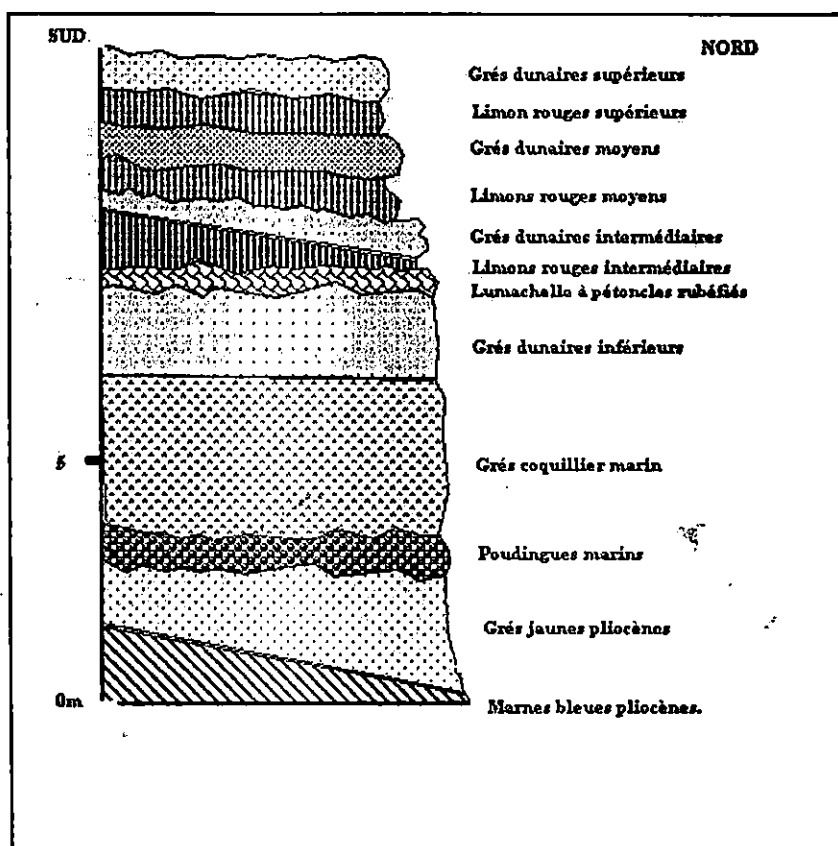 SUD
NORD
Grés dunaires supérieurs
Limon rouges supérieurs
Grés dunaires moyens
Limons rouges moyens
Grés dunaires intermédiaires
Limons rouges intermédiaires
Lumachelle à pétoncles rubéfiés
Grés dunaires inférieurs
5
Grés coquillier marin
Poudingues marins
Grés jaunes pliocènes
0m
Marnes bleues pliocènes.